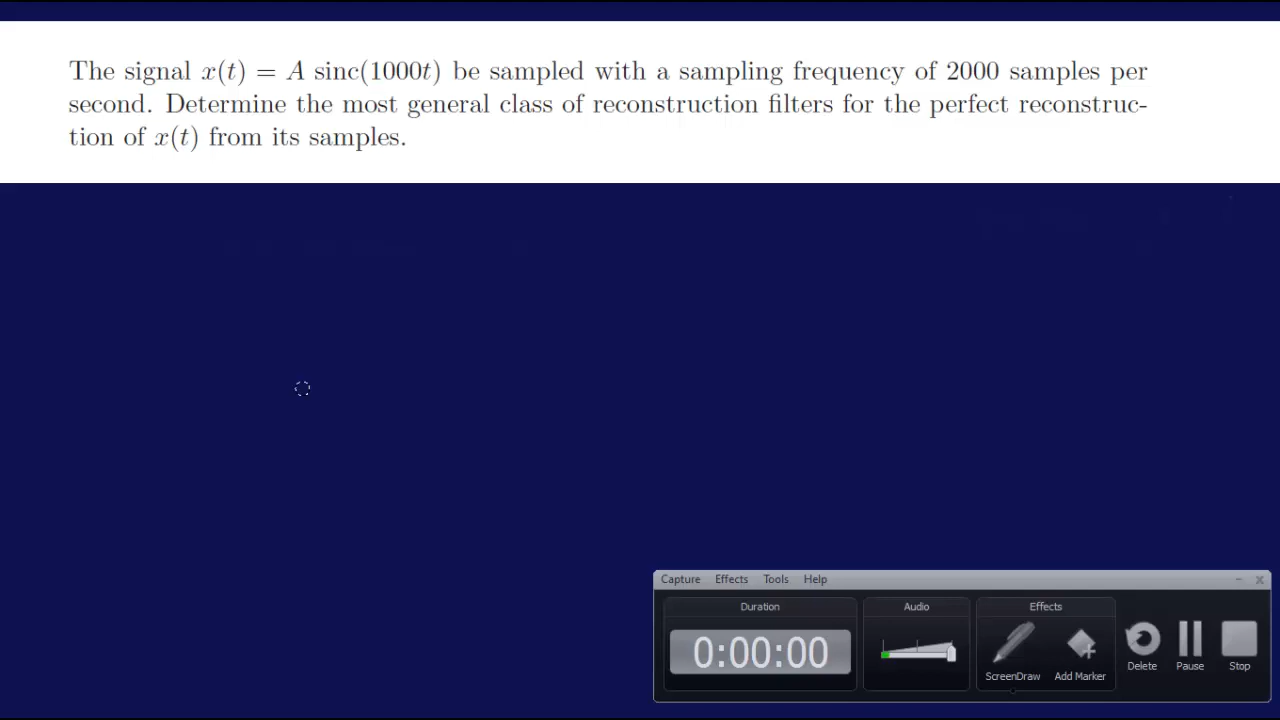 The signal x(t) = A sinc(1000t) be sampled with a sampling frequency of 2000 samples per
second. Determine the most general class of reconstruction filters for the perfect reconstruc-
tion of x(t) from its samples.
Capture Effects Tools Help
Duration
Audio
Effects
0:00:00
ScreenDraw
Add Marker
Delete
Pause
Stop